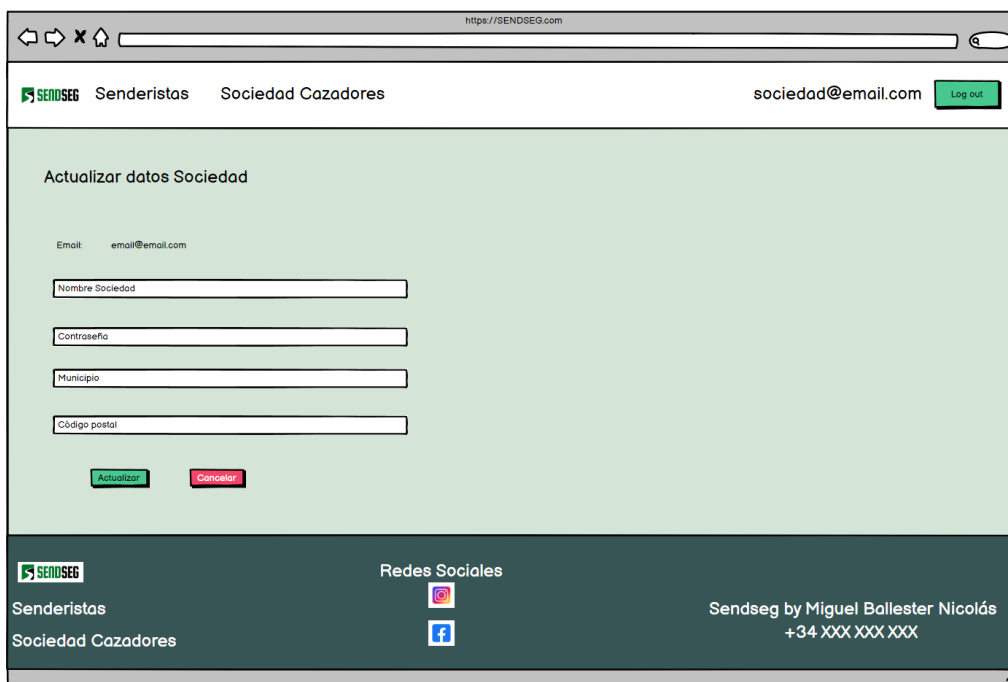 https://SENDSEG.com
SENDSEG Senderistas Sociedad Cazadores sociedad@email.com Log out
Actualizar datos Sociedad
Email: email@email.com
Nombre Sociedad
Contraseña
Municipio
Código postal
Actualizar Cancelar
SENDSEG
Senderistas
Sociedad Cazadores
Redes Sociales
Sendseg by Miguel Ballester Nicolás
+34 XXX XXX XXX